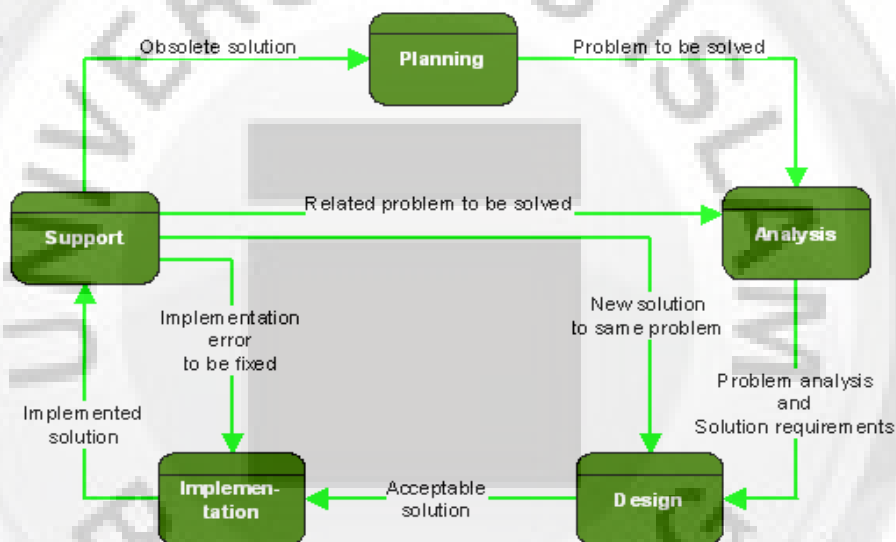 Obsolete solution
Planning
Problem to be solved
Related problem to be solved
Support
Analysis
Implementation
error
to be fixed
New solution
to same problem
Problem analysis
and
Solution requirements
Implemented
solution
Implemen-
tation
Acceptable
solution
Design